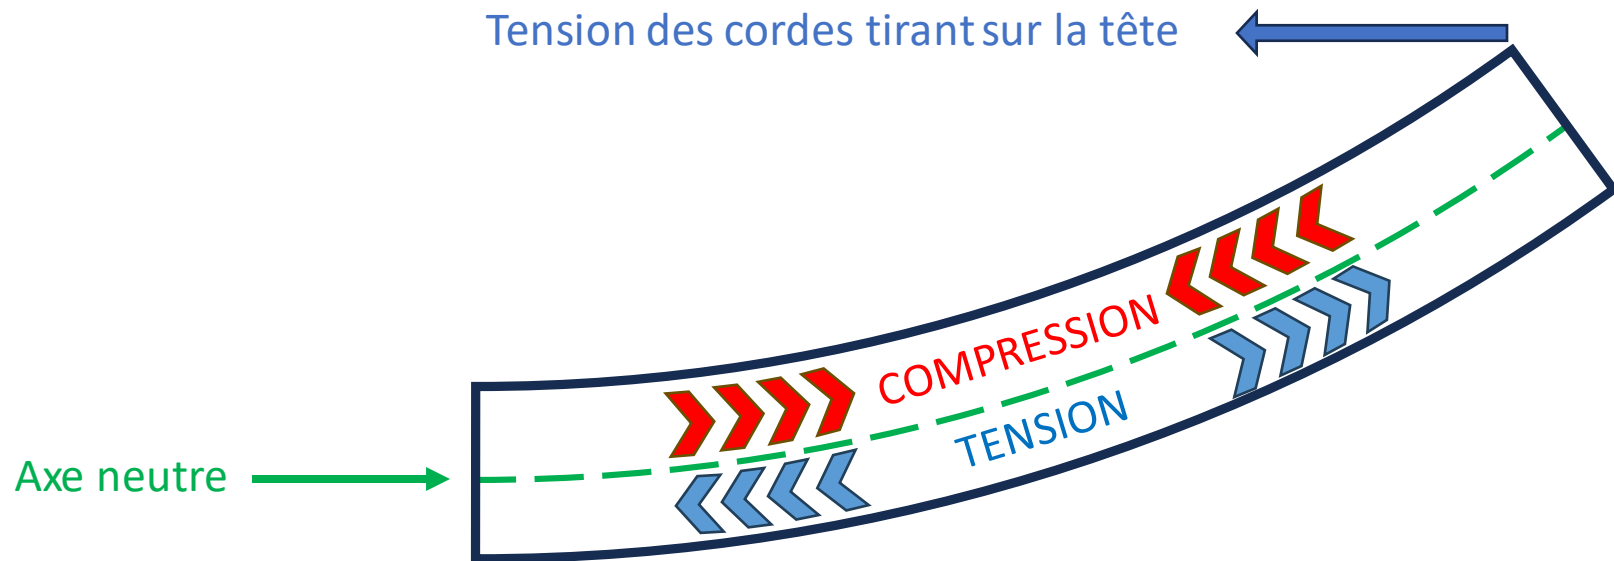 Tension des cordes tirant sur la tête
COMPRESSION
TENSION
Axe neutre